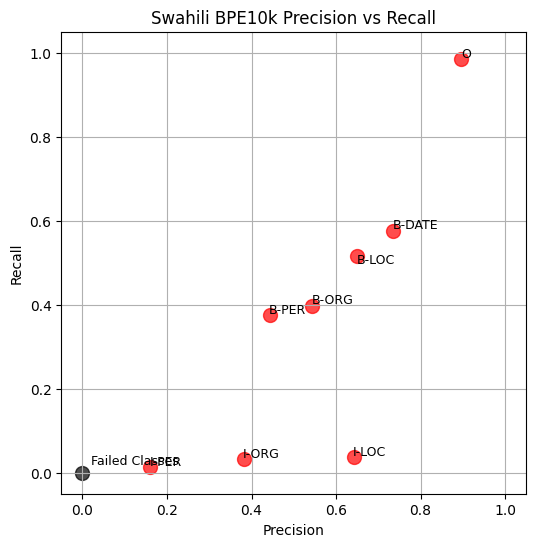 Swahili BPE10k Precision vs Recall
Recall
1.0
0.8
0.6
0.4
0.2
0.0
O
B-DATE
B-LOC
B-ORG
B-PER
I-LOC
I-ORG
Failed Classes
I-PER
0.0 0.2 0.4 0.6 0.8 1.0
Precision